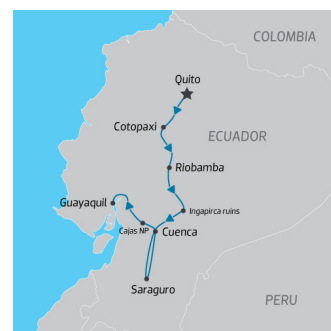 COLOMBIA
Quito
Cotopaxi
ECUADOR
Riobamba
Guayaquil
Ingapirca ruins
Cajas NP
Cuenca
Saraguro
PERU